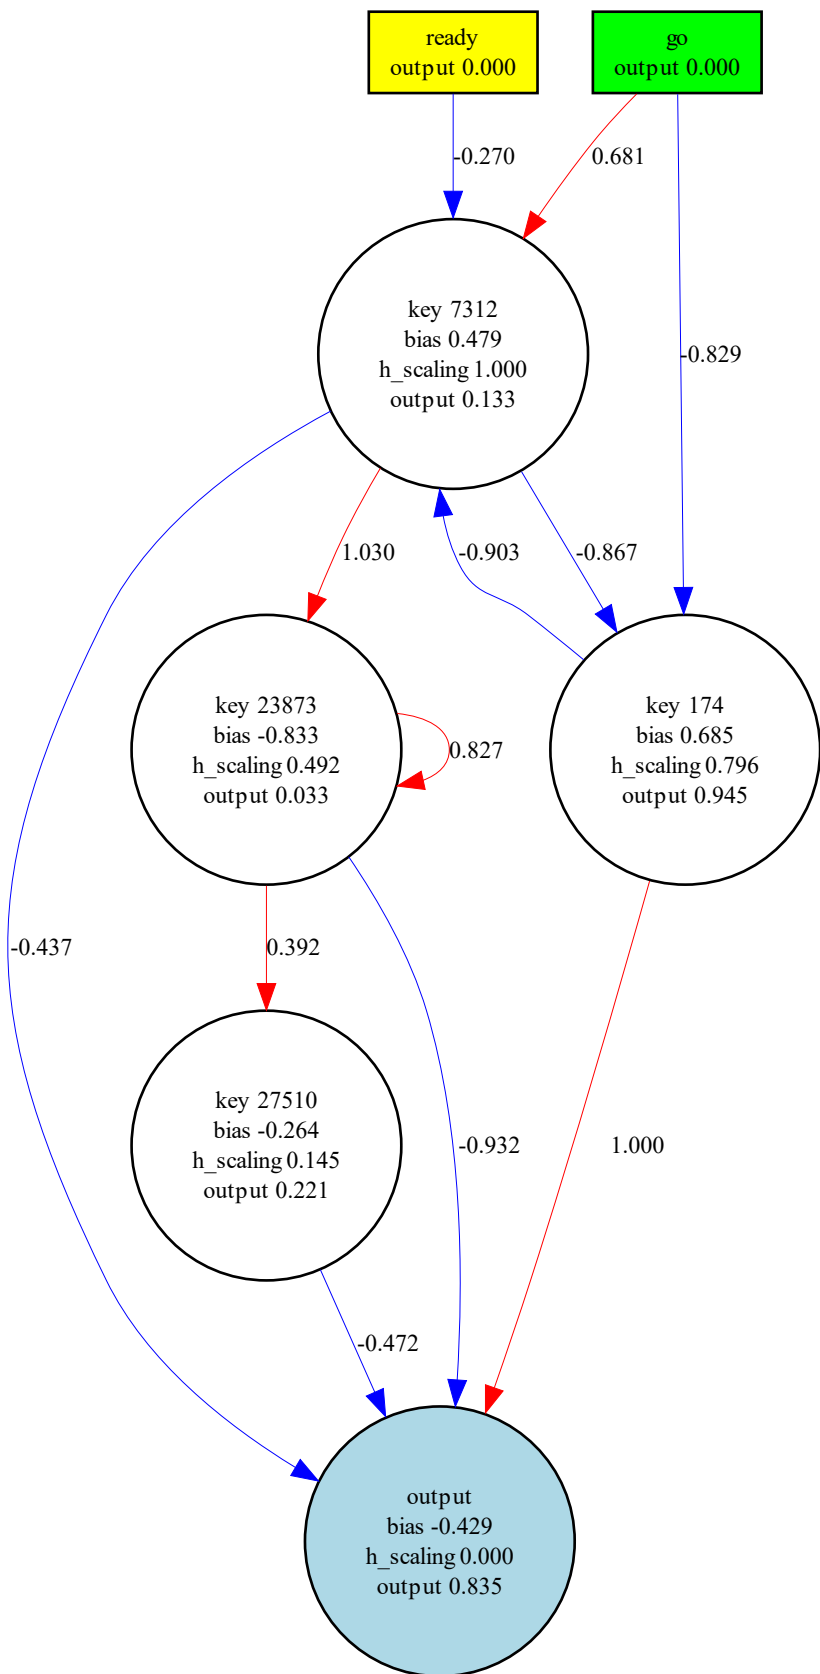 ready
output 0.000
go
output 0.000
-0.270
0.681
key 7312
bias 0.479
h_scaling 1.000
output 0.133
-0.829
1.030
-0.903
-0.867
key 23873
bias -0.833
h_scaling 0.492
output 0.033
0.827
key 174
bias 0.685
h_scaling 0.796
output 0.945
-0.437
0.392
key 27510
bias -0.264
h_scaling 0.145
output 0.221
-0.932
1.000
-0.472
output
bias -0.429
h_scaling 0.000
output 0.835